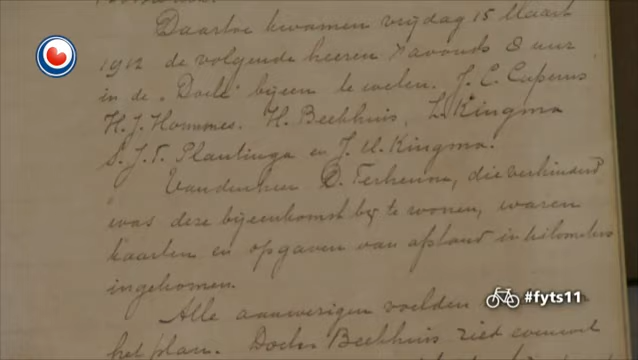 Daartoe kwamen vrijdag 15 Maart
1912 de volgende heeren 's avonds 8 uur
in de "Doele" bijeen te weten. J. C. Cuperus
H. J. Hommes. H. Beekhuis, L. Kingma
S. J. T. Plantinga en J. U. Kingma.
Van den heer D. Terhenne, die verhinderd
was deze bijeenkomst bij te wonen, waren
kaarten en opgaven van afstand in kilometers
ingekomen.
Alle aanwezigen voelden
het plan. Beekhuis ziet evenwel
#fyts11